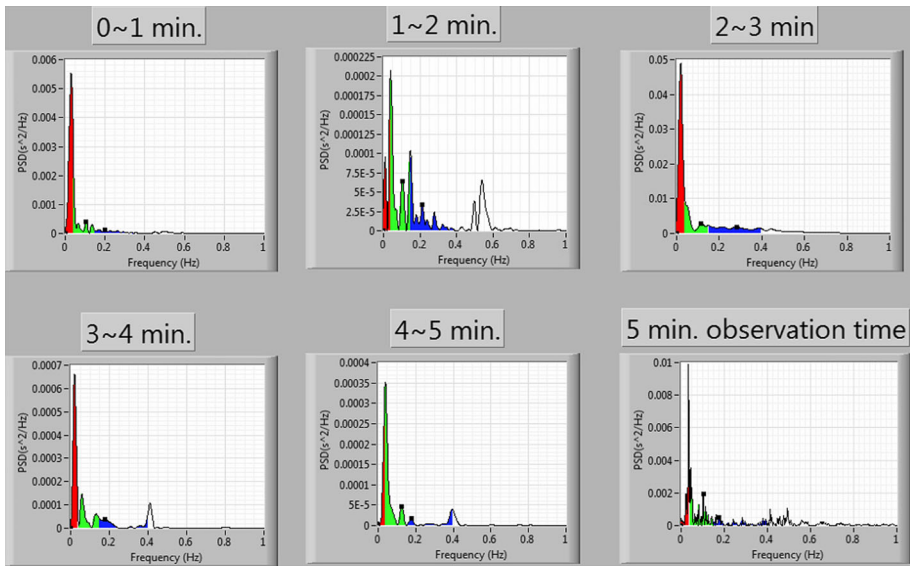 0~1 min.
1~2 min.
2~3 min
0.006
0.005
0.004
0.003
0.002
0.001
0
PSD(s^2/Hz)
0 0.2 0.4 0.6 0.8 1
Frequency (Hz)
0.000225
0.0002
0.000175
0.00015
0.000125
0.0001
7.5E-5
5E-5
2.5E-5
0
PSD(s^2/Hz)
0 0.2 0.4 0.6 0.8 1
Frequency (Hz)
0.05
0.04
0.03
0.02
0.01
0
PSD(s^2/Hz)
0 0.2 0.4 0.6 0.8 1
Frequency (Hz)
3~4 min.
4~5 min.
5 min. observation time
0.0007
0.0006
0.0005
0.0004
0.0003
0.0002
0.0001
0
PSD(s^2/Hz)
0 0.2 0.4 0.6 0.8 1
Frequency (Hz)
0.0004
0.00035
0.0003
0.00025
0.0002
0.00015
0.0001
5E-5
0
PSD(s^2/Hz)
0 0.2 0.4 0.6 0.8 1
Frequency (Hz)
0.01
0.008
0.006
0.004
0.002
0
PSD(s^2/Hz)
0 0.2 0.4 0.6 0.8 1
Frequency (Hz)